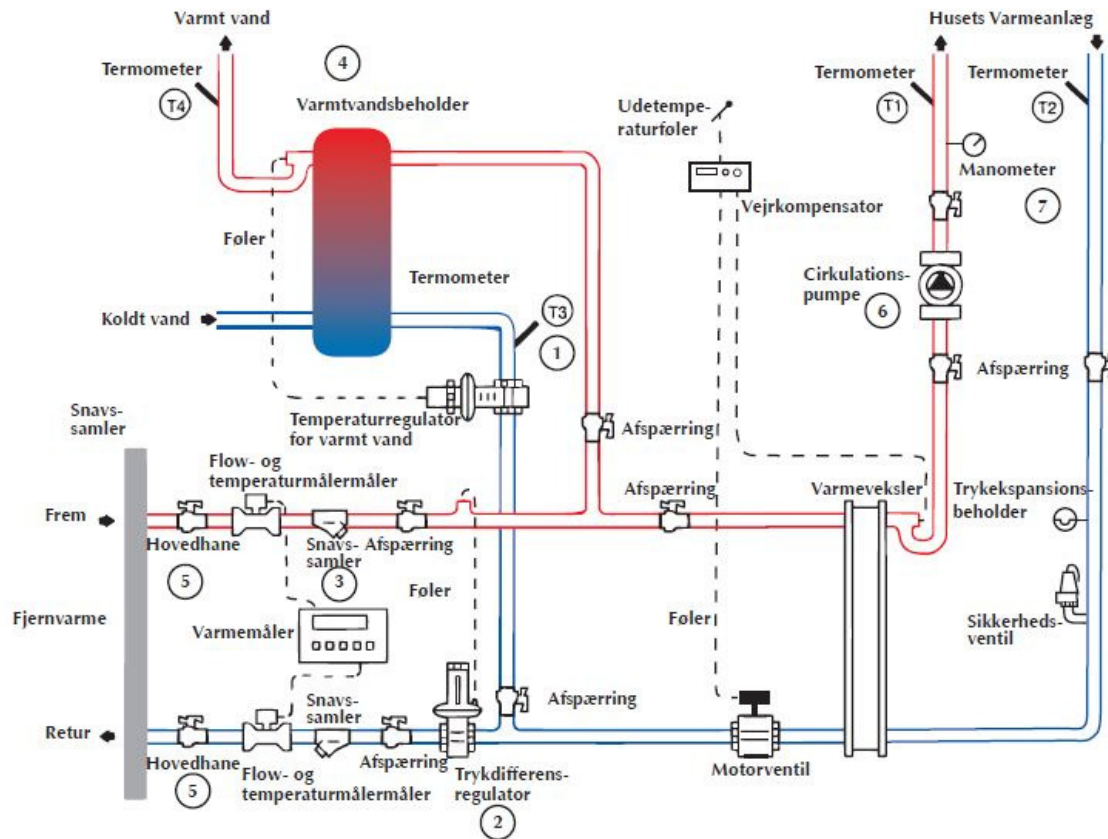 Varmt vand
Husets Varmeanlæg
Termometer
T4
4
Varmtvandsbeholder
Udetempe-
raturføler
Termometer
T1
Termometer
T2
Manometer
7
Vejrkompensator
Føler
Termometer
Cirkulations-
pumpe
6
Koldt vand
T3
1
Afspærring
Snavs-
samler
Temperaturregulator
for varmt vand
Afspærring
Flow- og
temperaturmålermåler
Afspærring
Varmeveksler
Trykekspansions-
beholder
Frem
Hovedhane
5
Snavs-
samler
3
Afspærring
Føler
Føler
Fjernvarme
Varmemåler
Sikkerheds-
ventil
Snavs-
samler
Afspærring
Retur
Hovedhane
5
Flow- og
temperaturmålermåler
Afspærring
Trykdifferens-
regulator
2
Motorventil